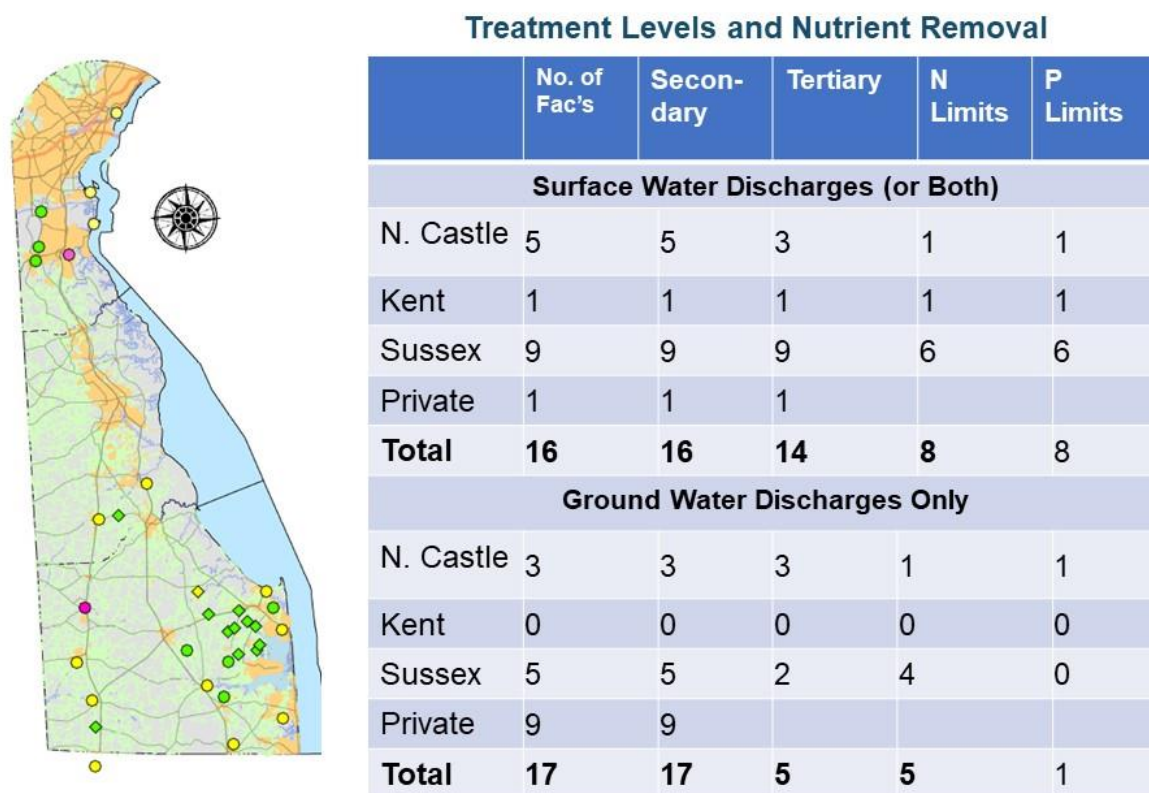 Treatment Levels and Nutrient Removal
No. of Fac's Secon-dary Tertiary N Limits P Limits
Surface Water Discharges (or Both)
N. Castle 5 5 3 1 1
Kent 1 1 1 1 1
Sussex 9 9 9 6 6
Private 1 1 1
Total 16 16 14 8 8
Ground Water Discharges Only
N. Castle 3 3 3 1 1
Kent 0 0 0 0 0
Sussex 5 5 2 4 0
Private 9 9
Total 17 17 5 5 1